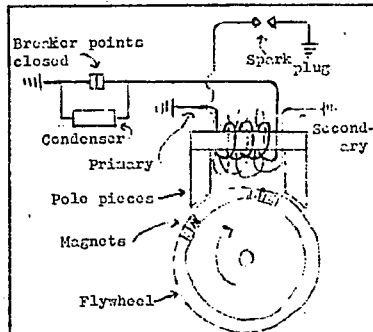 Breaker points
closed
Spark plug
Condenser
Primary
Second-
ary
Pole pieces
Magnets
Flywheel